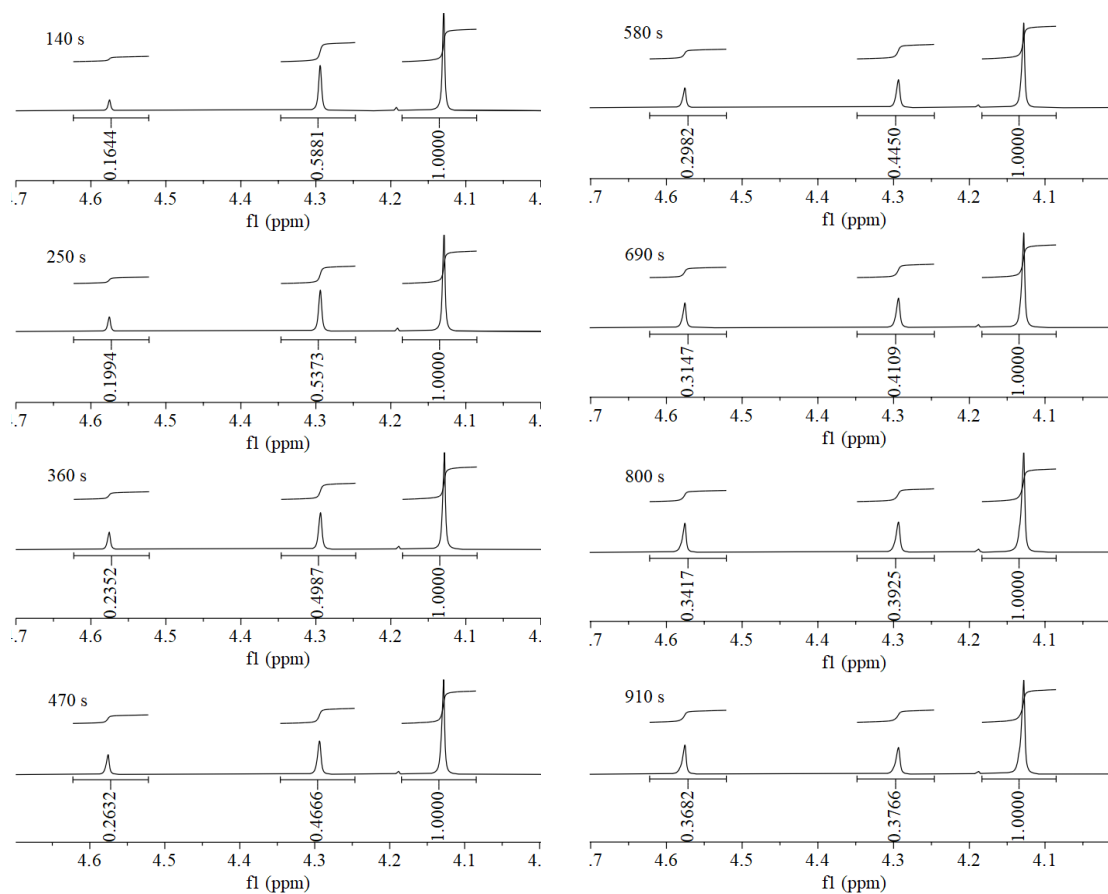 140 s
0.1644
0.5881
1.0000
.7 4.6 4.5 4.4 4.3 4.2 4.1 4.
f1 (ppm)
250 s
0.1994
0.5373
1.0000
.7 4.6 4.5 4.4 4.3 4.2 4.1 4.
f1 (ppm)
360 s
0.2352
0.4987
1.0000
.7 4.6 4.5 4.4 4.3 4.2 4.1 4.
f1 (ppm)
470 s
0.2632
0.4666
1.0000
.7 4.6 4.5 4.4 4.3 4.2 4.1 4.
f1 (ppm)
580 s
0.2982
0.4450
1.0000
.7 4.6 4.5 4.4 4.3 4.2 4.1
f1 (ppm)
690 s
0.3147
0.4109
1.0000
.7 4.6 4.5 4.4 4.3 4.2 4.1
f1 (ppm)
800 s
0.3417
0.3925
1.0000
.7 4.6 4.5 4.4 4.3 4.2 4.1
f1 (ppm)
910 s
0.3682
0.3766
1.0000
.7 4.6 4.5 4.4 4.3 4.2 4.1
f1 (ppm)